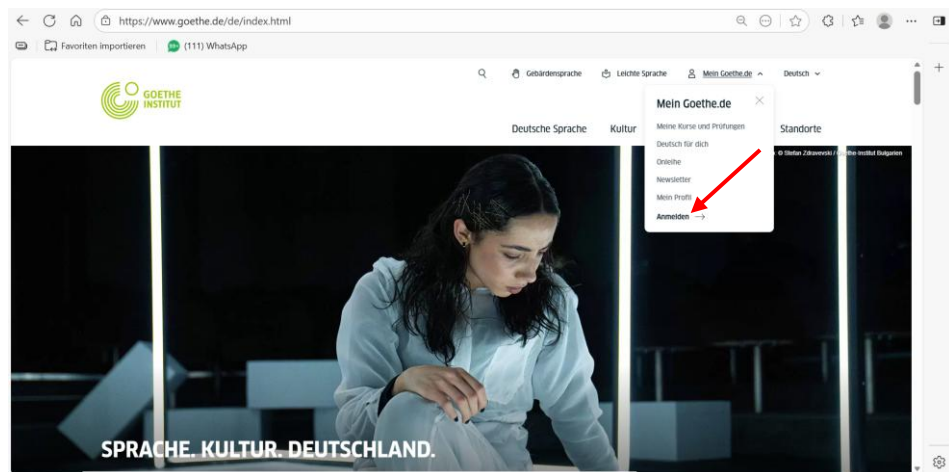 https://www.goethe.de/de/index.html
Favoriten importieren
99+
(111) WhatsApp
GOETHE
INSTITUT
Gebärdensprache
Leichte Sprache
Mein Goethe.de
Deutsch
Deutsche Sprache
Kultur
Standorte
Mein Goethe.de
Meine Kurse und Prüfungen
Deutsch für dich
Onleihe
Newsletter
Mein Profil
Anmelden →
© Stefan Zdravevski / Goethe-Institut Bulgarien
SPRACHE. KULTUR. DEUTSCHLAND.